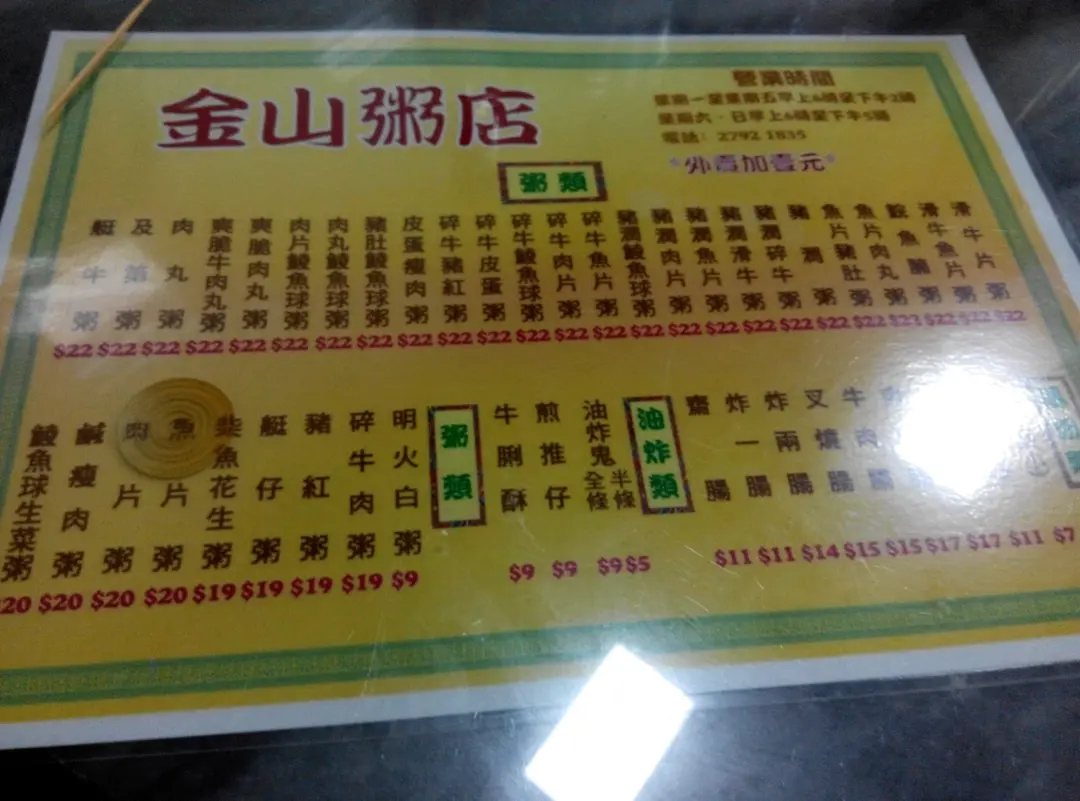 金山粥店
營業時間
星期一至星期五早上6時至下午2時
星期六、日早上6時至下午5時
電話: 2792 1835
*外賣加壹元*
粥類
滑牛片粥 $22
滑牛魚片粥 $22
鯇魚腩粥 $22
魚片肉丸粥 $22
魚片豬肚粥 $22
豬潤粥 $22
豬潤碎牛粥 $22
豬潤滑牛粥 $22
豬潤魚片粥 $22
豬潤肉片粥 $22
豬潤鯪魚球粥 $22
碎牛魚片粥 $22
碎牛肉片粥 $22
碎牛鯪魚球粥 $22
碎牛皮蛋粥 $22
碎牛豬紅粥 $22
皮蛋瘦肉粥 $22
豬肚鯪魚球粥 $22
肉丸鯪魚球粥 $22
肉片鯪魚球粥 $22
爽脆肉丸粥 $22
爽脆牛肉丸粥 $22
肉丸粥 $22
及第粥 $22
艇牛粥 $22
$7
$11
$17
$17
牛肉腸 $15
叉燒腸 $15
炸兩腸 $14
炸一腸 $11
齋腸 $11
油炸類
油炸鬼 全條 $9 半條 $5
煎推仔 $9
牛脷酥 $9
粥類
明火白粥 $9
碎牛肉粥 $19
豬紅粥 $19
艇仔粥 $19
柴魚花生粥 $19
魚片粥 $20
肉片粥 $20
鹹瘦肉粥 $20
鯪魚球生菜粥 20